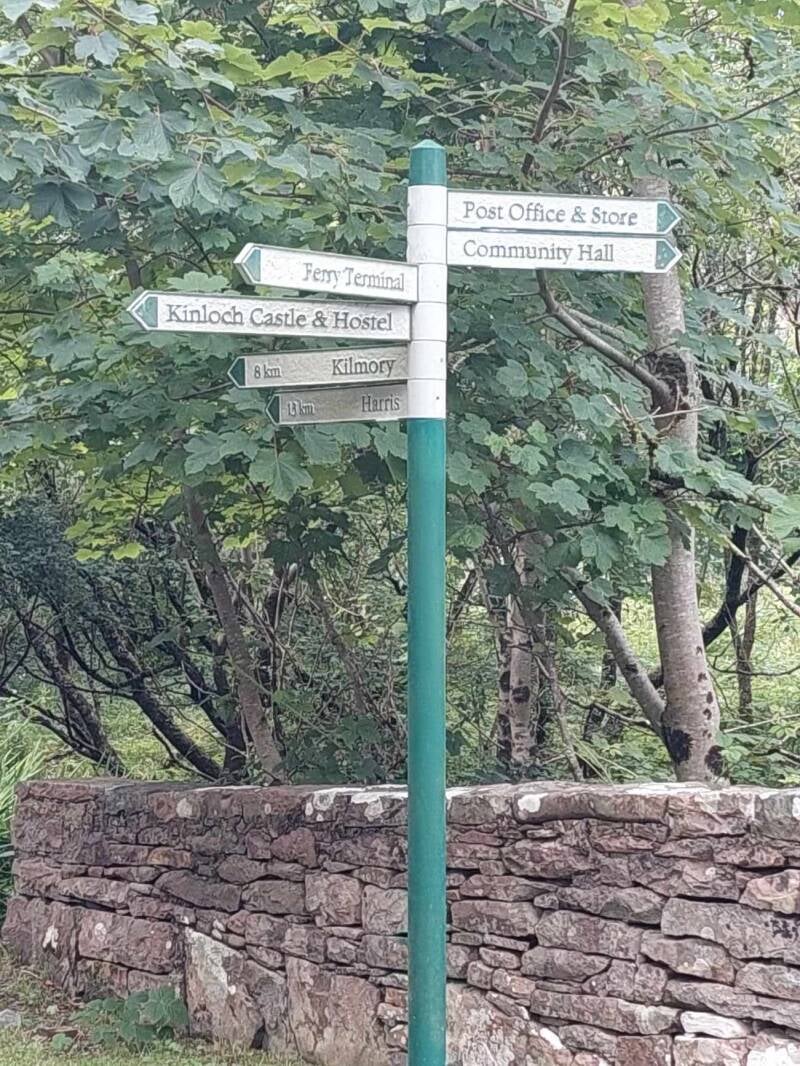 Post Office & Store
Community Hall
Ferry Terminal
Kinloch Castle & Hostel
8 km Kilmory
13 km Harris